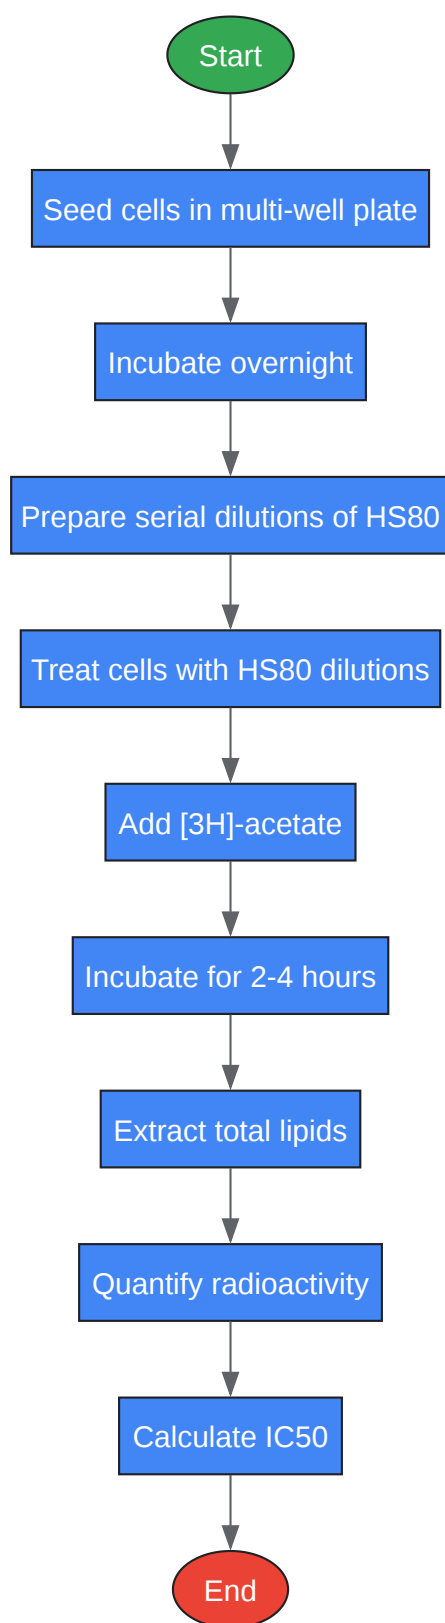 Start
Seed cells in multi-well plate
Incubate overnight
Prepare serial dilutions of HS80
Treat cells with HS80 dilutions
Add [3H]-acetate
Incubate for 2-4 hours
Extract total lipids
Quantify radioactivity
Calculate IC50
End